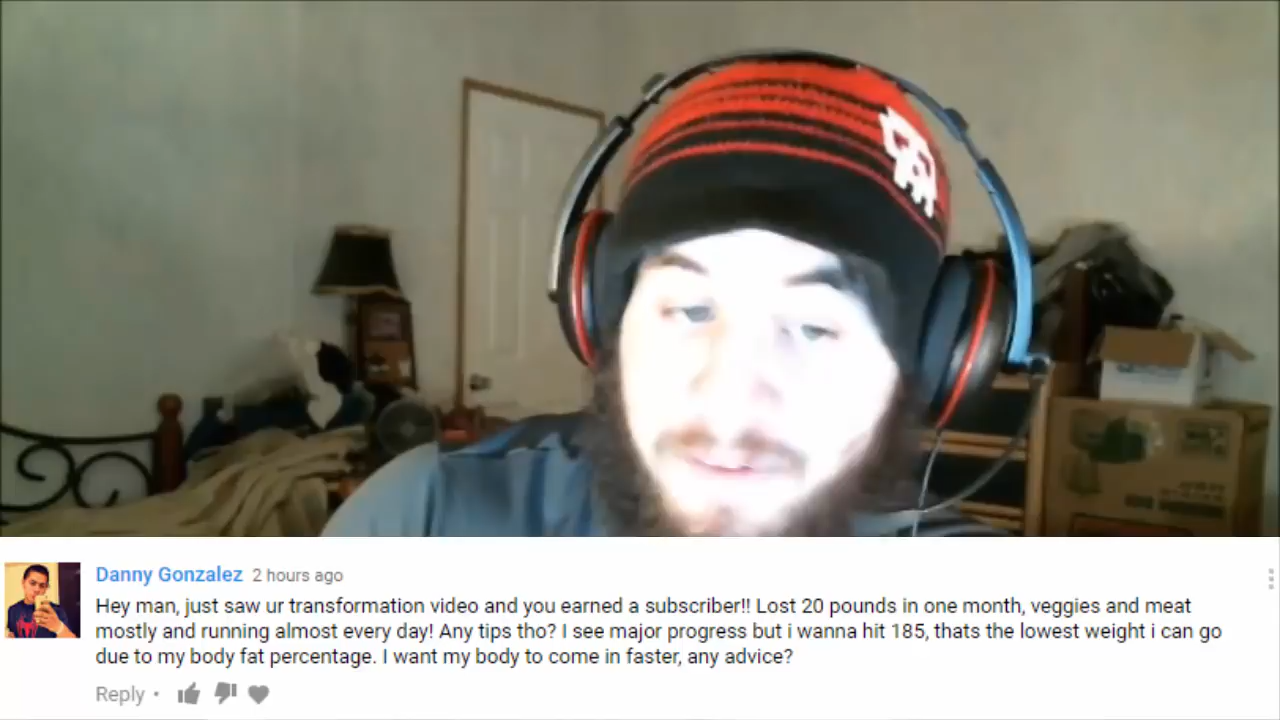 Danny Gonzalez 2 hours ago
Hey man, just saw ur transformation video and you earned a subscriber!! Lost 20 pounds in one month, veggies and meat
mostly and running almost every day! Any tips tho? I see major progress but i wanna hit 185, thats the lowest weight i can go
due to my body fat percentage. I want my body to come in faster, any advice?
Reply •